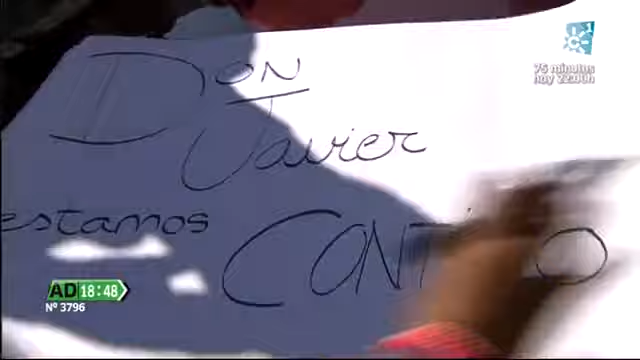 75 minutos
hoy 22:00h
DON
Javier
estamos
AD 18:48
Nº 3796